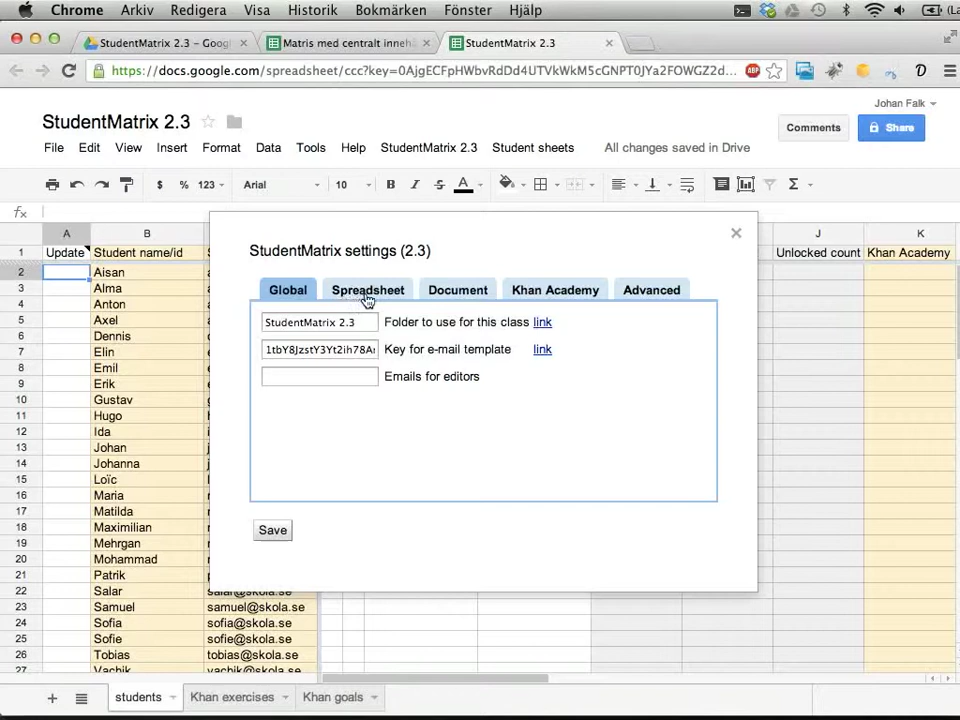 Chrome Arkiv Redigera Visa Historik Bokmärken Fönster Hjälp
StudentMatrix 2.3 – Googl
Matris med centralt innehå
StudentMatrix 2.3
https://docs.google.com/spreadsheet/ccc?key=0AjgECFpHWbvRdDd4UTVkWkM5cGNPT0JYa2FOWGZ2d...
ABP
Johan Falk
StudentMatrix 2.3
Comments
Share
File Edit View Insert Format Data Tools Help StudentMatrix 2.3 Student sheets All changes saved in Drive
$ % 123 Arial 10 B I S A Σ
fx
A B J K
1 Update Student name/id Unlocked count Khan Academy
2 Aisan
3 Alma
4 Anton
5 Axel
6 Dennis
7 Elin
8 Emil
9 Erik
10 Gustav
11 Hugo
12 Ida
13 Johan
14 Johanna
15 Loïc
16 Maria
17 Matilda
18 Maximilian
19 Mehrgan
20 Mohammad
21 Patrik
22 Salar salar@skola.se
23 Samuel samuel@skola.se
24 Sofia sofia@skola.se
25 Sofie sofie@skola.se
26 Tobias tobias@skola.se
27 Vachik vachik@skola.se
StudentMatrix settings (2.3)
Global Spreadsheet Document Khan Academy Advanced
StudentMatrix 2.3 Folder to use for this class link
Key for e-mail template link
Emails for editors
Save
students Khan exercises Khan goals